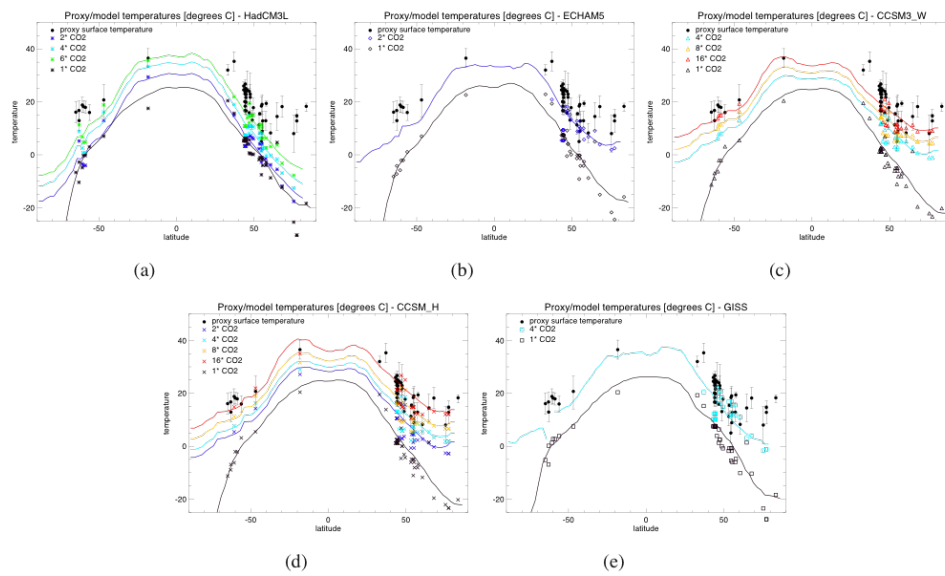 Proxy/model temperatures [degrees C] - HadCM3L
proxy surface temperature
2* CO2
4* CO2
6* CO2
1* CO2
40
20
0
-20
temperature
-50
0
50
latitude
(a)
Proxy/model temperatures [degrees C] - ECHAM5
proxy surface temperature
2* CO2
1* CO2
40
20
0
-20
temperature
-50
0
50
latitude
(b)
Proxy/model temperatures [degrees C] - CCSM3_W
proxy surface temperature
4* CO2
8* CO2
16* CO2
1* CO2
40
20
0
-20
temperature
-50
0
50
latitude
(c)
Proxy/model temperatures [degrees C] - CCSM_H
proxy surface temperature
2* CO2
4* CO2
8* CO2
16* CO2
1* CO2
40
20
0
-20
temperature
-50
0
50
latitude
(d)
Proxy/model temperatures [degrees C] - GISS
proxy surface temperature
4* CO2
1* CO2
40
20
0
-20
temperature
-50
0
50
latitude
(e)